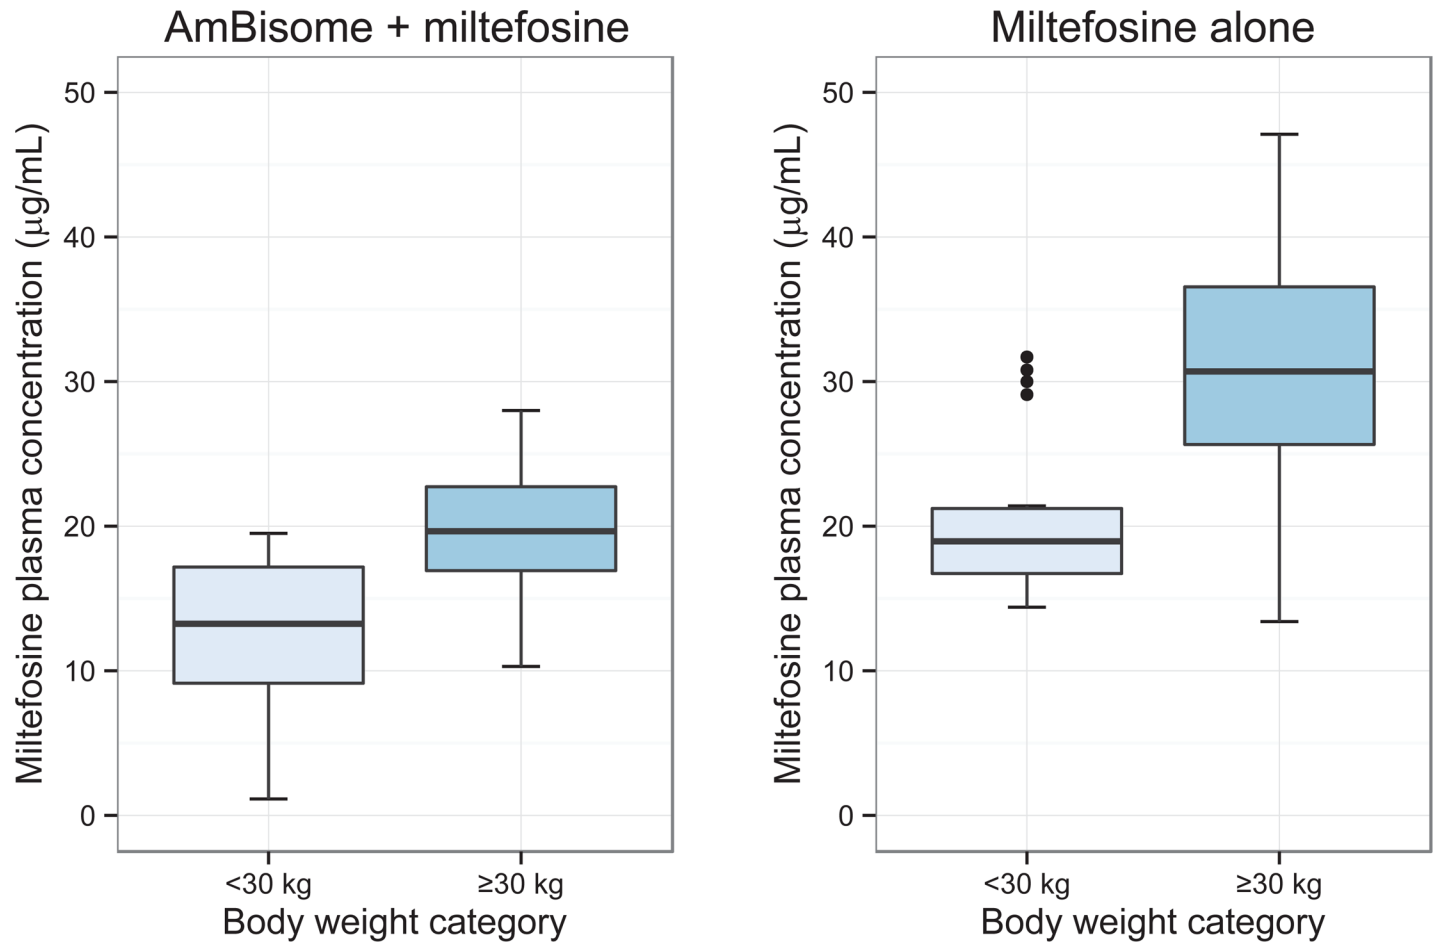 AmBisome + miltefosine
Miltefosine plasma concentration (μg/mL)
50
40
30
20
10
0
<30 kg
≥30 kg
Body weight category
Miltefosine alone
Miltefosine plasma concentration (μg/mL)
50
40
30
20
10
0
<30 kg
≥30 kg
Body weight category